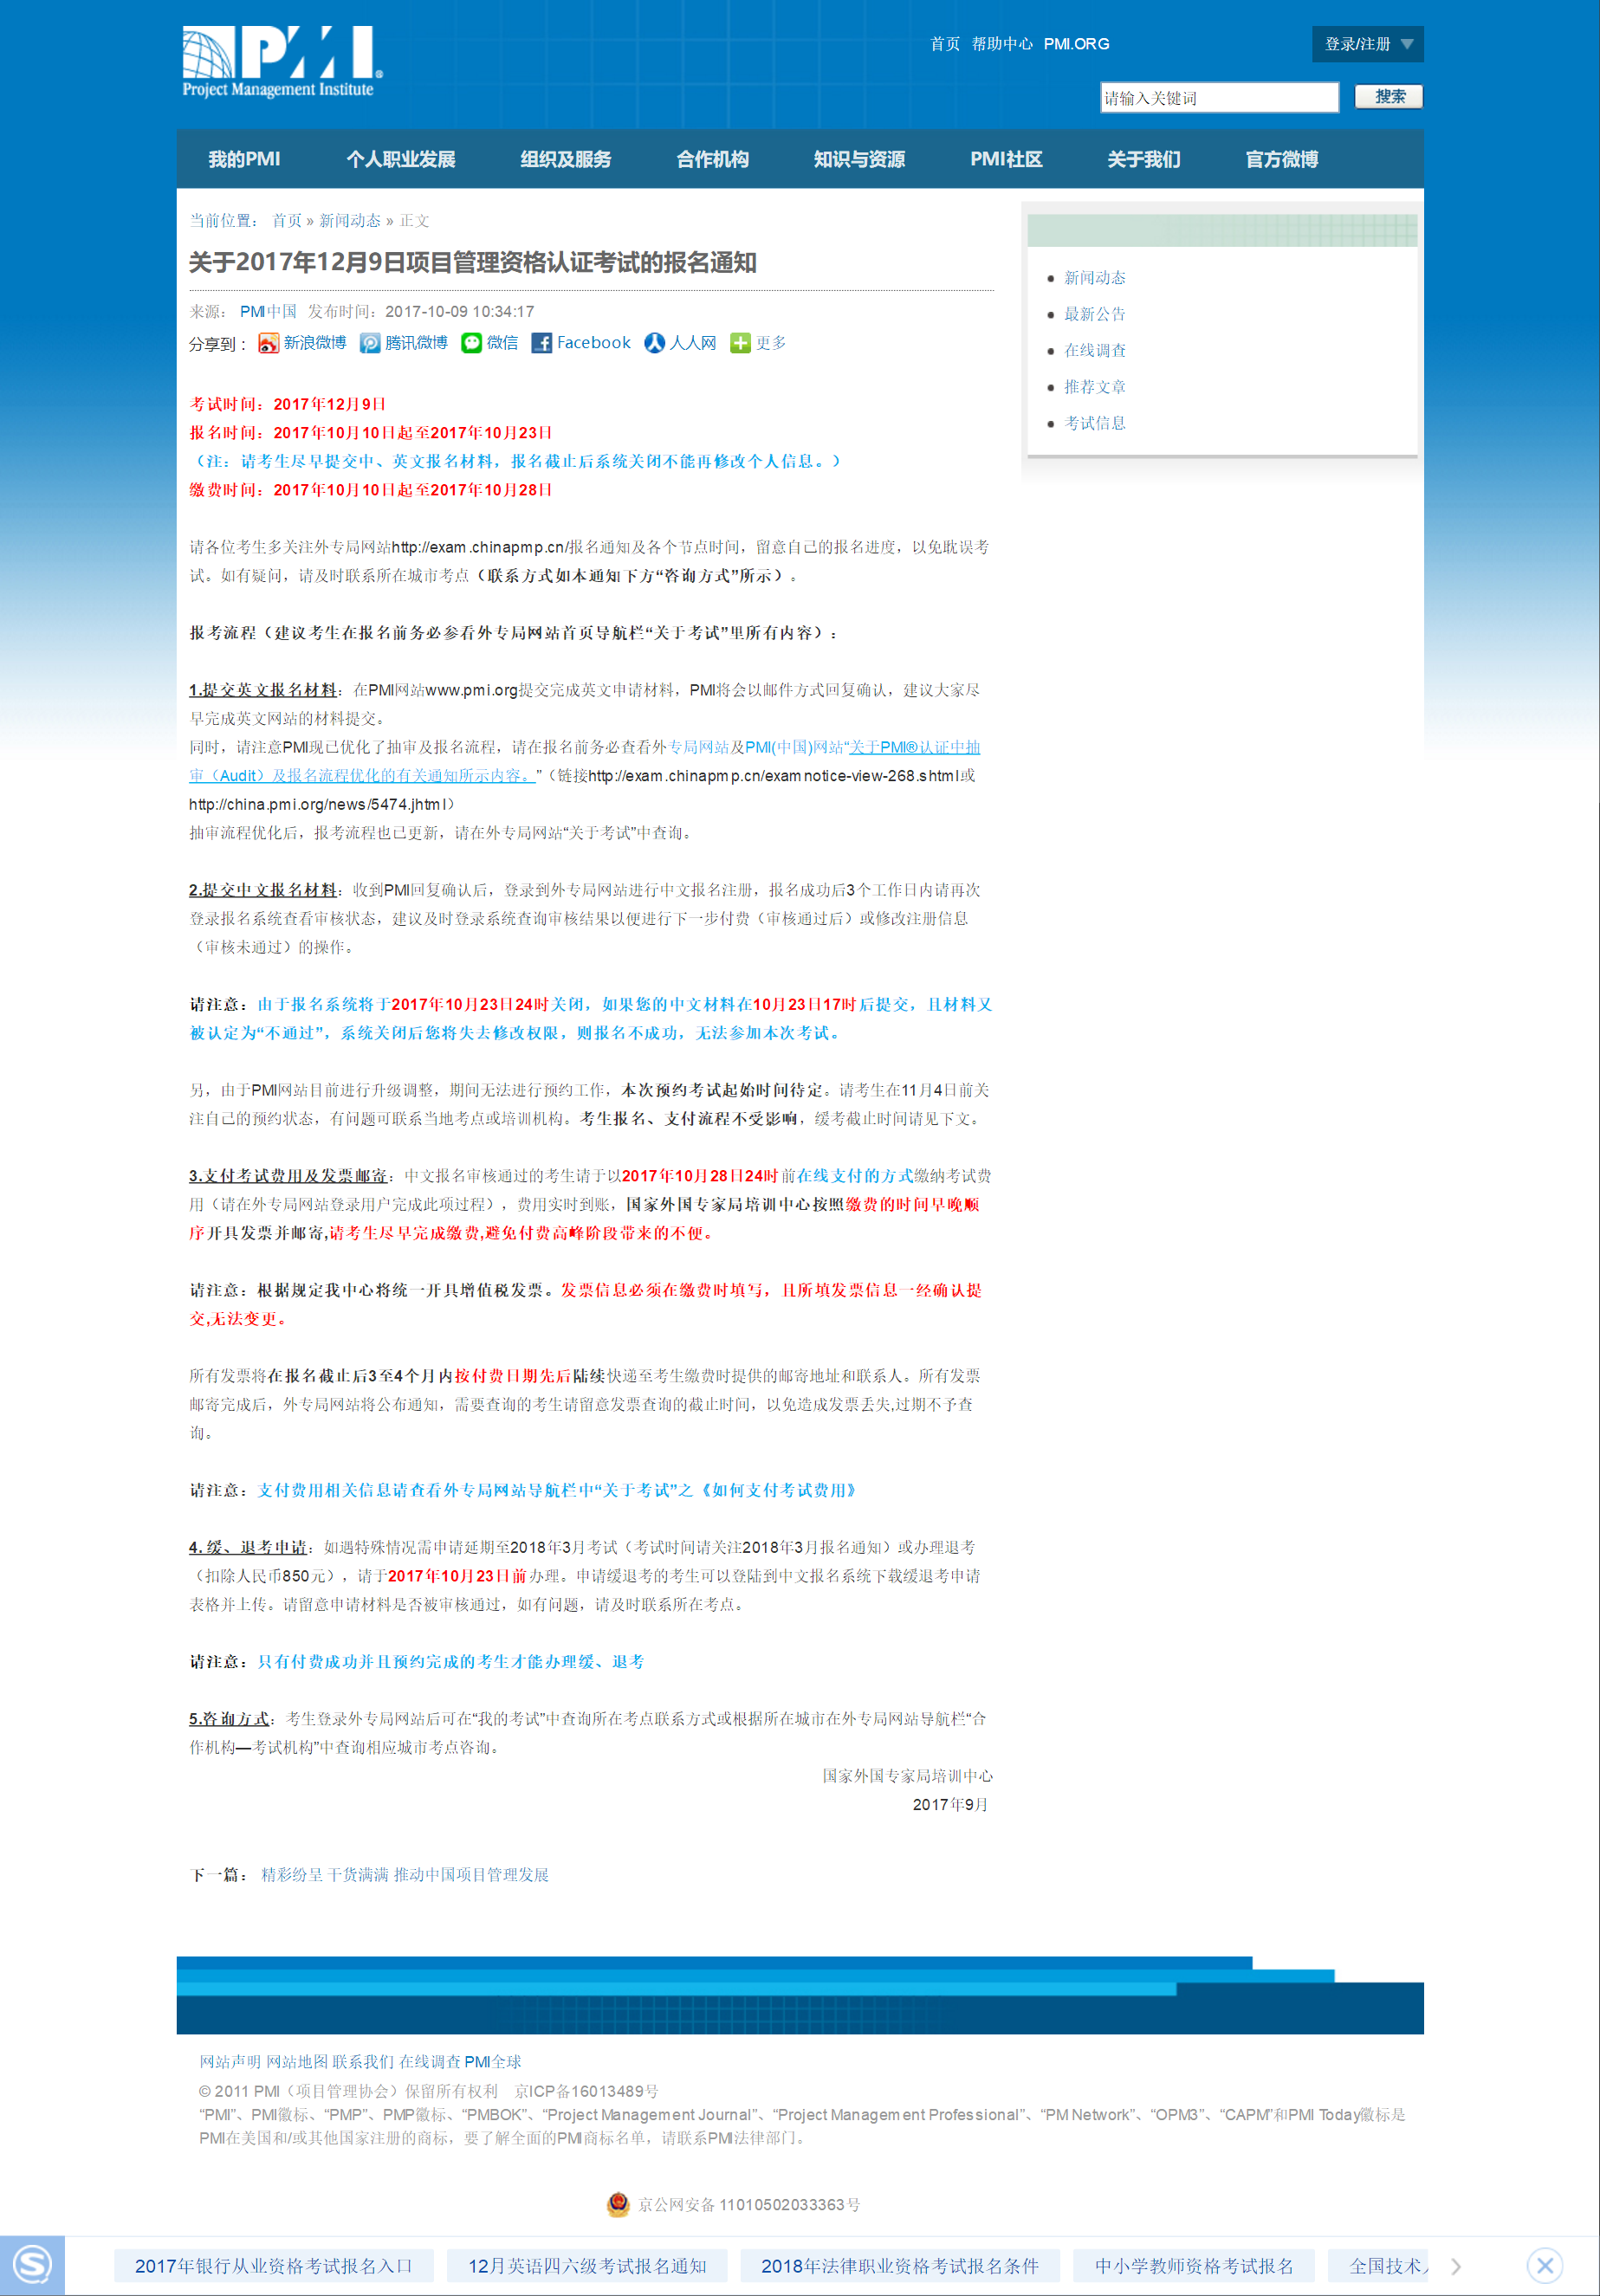 PMI®
Project Management Institute
首页 帮助中心 PMI.ORG
登录/注册
请输入关键词
搜索
我的PMI 个人职业发展 组织及服务 合作机构 知识与资源 PMI社区 关于我们 官方微博
当前位置： 首页 » 新闻动态 » 正文
关于2017年12月9日项目管理资格认证考试的报名通知
来源： PMI中国 发布时间：2017-10-09 10:34:17
分享到： 新浪微博 腾讯微博 微信 Facebook 人人网 更多
考试时间：2017年12月9日
报名时间：2017年10月10日起至2017年10月23日
（注：请考生尽早提交中、英文报名材料，报名截止后系统关闭不能再修改个人信息。）
缴费时间：2017年10月10日起至2017年10月28日
请各位考生多关注外专局网站http://exam.chinapmp.cn/报名通知及各个节点时间，留意自己的报名进度，以免耽误考
试。如有疑问，请及时联系所在城市考点（联系方式如本通知下方“咨询方式”所示）。
报考流程（建议考生在报名前务必参看外专局网站首页导航栏“关于考试”里所有内容）：
1.提交英文报名材料：在PMI网站www.pmi.org提交完成英文申请材料，PMI将会以邮件方式回复确认，建议大家尽
早完成英文网站的材料提交。
同时，请注意PMI现已优化了抽审及报名流程，请在报名前务必查看外专局网站及PMI(中国)网站“关于PMI®认证中抽
审（Audit）及报名流程优化的有关通知所示内容。”（链接http://exam.chinapmp.cn/examnotice-view-268.shtml或
http://china.pmi.org/news/5474.jhtml）
抽审流程优化后，报考流程也已更新，请在外专局网站“关于考试”中查询。
2.提交中文报名材料：收到PMI回复确认后，登录到外专局网站进行中文报名注册，报名成功后3个工作日内请再次
登录报名系统查看审核状态，建议及时登录系统查询审核结果以便进行下一步付费（审核通过后）或修改注册信息
（审核未通过）的操作。
请注意：由于报名系统将于2017年10月23日24时关闭，如果您的中文材料在10月23日17时后提交，且材料又
被认定为“不通过”，系统关闭后您将失去修改权限，则报名不成功，无法参加本次考试。
另，由于PMI网站目前进行升级调整，期间无法进行预约工作，本次预约考试起始时间待定。请考生在11月4日前关
注自己的预约状态，有问题可联系当地考点或培训机构。考生报名、支付流程不受影响，缓考截止时间请见下文。
3.支付考试费用及发票邮寄：中文报名审核通过的考生请于以2017年10月28日24时前在线支付的方式缴纳考试费
用（请在外专局网站登录用户完成此项过程），费用实时到账，国家外国专家局培训中心按照缴费的时间早晚顺
序开具发票并邮寄,请考生尽早完成缴费,避免付费高峰阶段带来的不便。
请注意：根据规定我中心将统一开具增值税发票。发票信息必须在缴费时填写，且所填发票信息一经确认提
交,无法变更。
所有发票将在报名截止后3至4个月内按付费日期先后陆续快递至考生缴费时提供的邮寄地址和联系人。所有发票
邮寄完成后，外专局网站将公布通知，需要查询的考生请留意发票查询的截止时间，以免造成发票丢失,过期不予查
询。
请注意：支付费用相关信息请查看外专局网站导航栏中“关于考试”之《如何支付考试费用》
4. 缓、退考申请：如遇特殊情况需申请延期至2018年3月考试（考试时间请关注2018年3月报名通知）或办理退考
（扣除人民币850元），请于2017年10月23日前办理。申请缓退考的考生可以登陆到中文报名系统下载缓退考申请
表格并上传。请留意申请材料是否被审核通过，如有问题，请及时联系所在考点。
请注意：只有付费成功并且预约完成的考生才能办理缓、退考
5.咨询方式：考生登录外专局网站后可在“我的考试”中查询所在考点联系方式或根据所在城市在外专局网站导航栏“合
作机构—考试机构”中查询相应城市考点咨询。
国家外国专家局培训中心
2017年9月
下一篇： 精彩纷呈 干货满满 推动中国项目管理发展
新闻动态
最新公告
在线调查
推荐文章
考试信息
网站声明 网站地图 联系我们 在线调查 PMI全球
© 2011 PMI（项目管理协会）保留所有权利 京ICP备16013489号
“PMI”、PMI徽标、“PMP”、PMP徽标、“PMBOK”、“Project Management Journal”、“Project Management Professional”、“PM Network”、“OPM3”、“CAPM”和PMI Today徽标是
PMI在美国和/或其他国家注册的商标，要了解全面的PMI商标名单，请联系PMI法律部门。
京公网安备 11010502033363号
2017年银行从业资格考试报名入口 12月英语四六级考试报名通知 2018年法律职业资格考试报名条件 中小学教师资格考试报名 全国技术